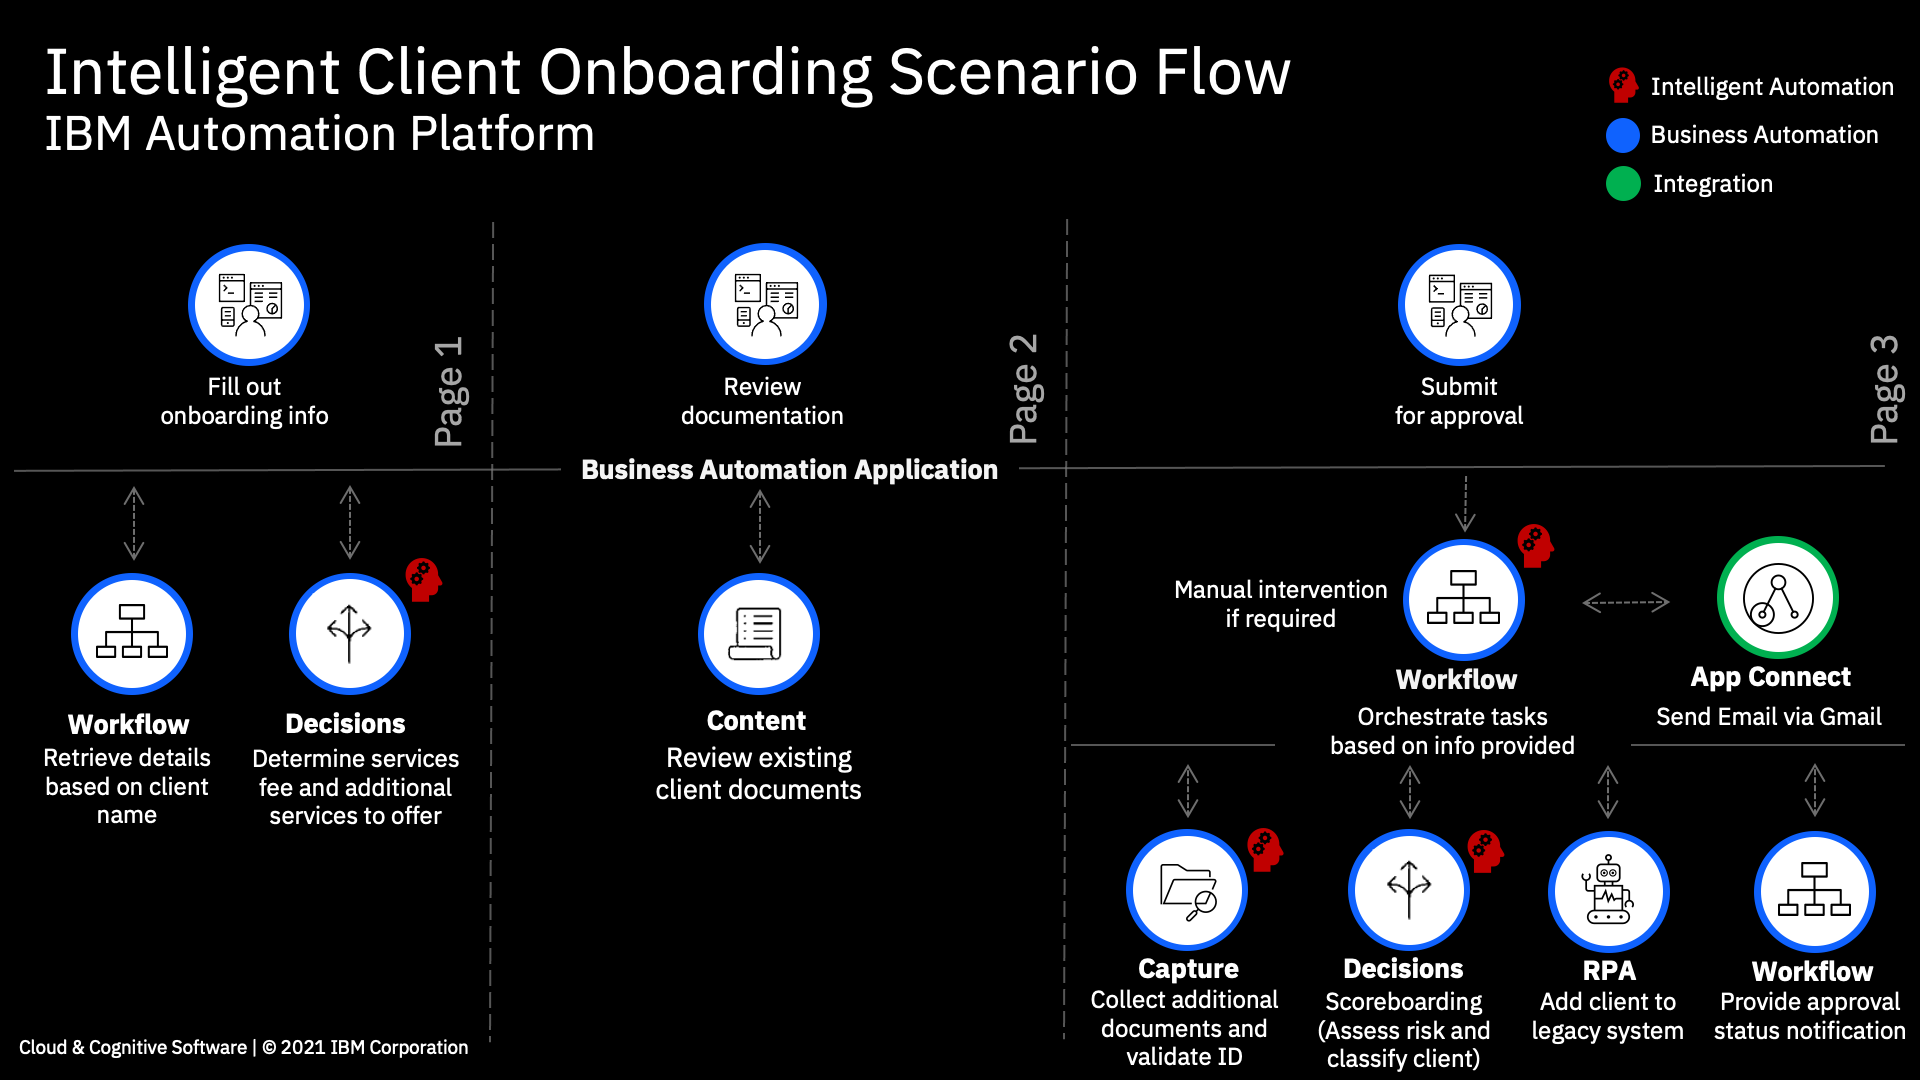 Intelligent Client Onboarding Scenario Flow
IBM Automation Platform
Intelligent Automation
Business Automation
Integration
Fill out
onboarding info
Page 1
Review
documentation
Page 2
Submit
for approval
Page 3
Business Automation Application
Workflow
Retrieve details
based on client
name
Decisions
Determine services
fee and additional
services to offer
Content
Review existing
client documents
Manual intervention
if required
Workflow
Orchestrate tasks
based on info provided
App Connect
Send Email via Gmail
Capture
Collect additional
documents and
validate ID
Decisions
Scoreboarding
(Assess risk and
classify client)
RPA
Add client to
legacy system
Workflow
Provide approval
status notification
Cloud & Cognitive Software | © 2021 IBM Corporation